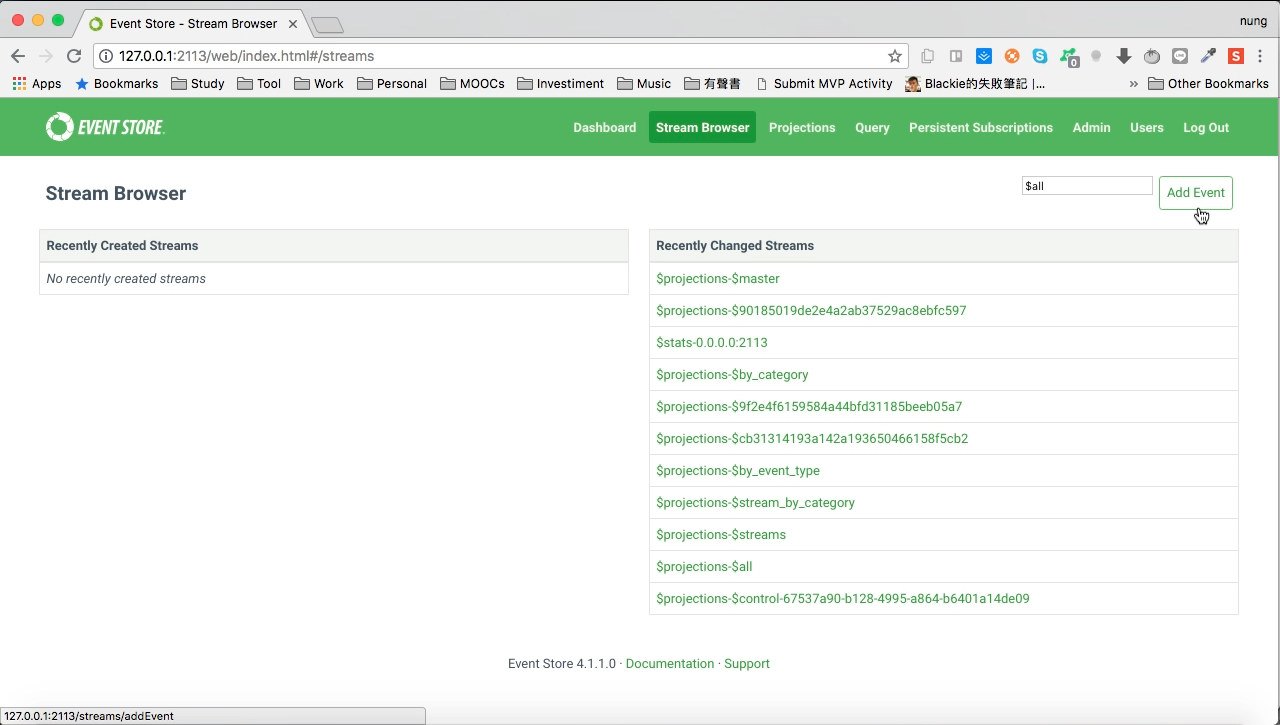 Event Store - Stream Browser
nung
127.0.0.1:2113/web/index.html#/streams
Apps Bookmarks Study Tool Work Personal MOOCs Investiment Music 有聲書 Submit MVP Activity Blackie的失敗筆記 |... » Other Bookmarks
EVENT STORE
Dashboard Stream Browser Projections Query Persistent Subscriptions Admin Users Log Out
Stream Browser
$all
Add Event
Recently Created Streams
No recently created streams
Recently Changed Streams
$projections-$master
$projections-$90185019de2e4a2ab37529ac8ebfc597
$stats-0.0.0.0:2113
$projections-$by_category
$projections-$9f2e4f6159584a44bfd31185beeb05a7
$projections-$cb31314193a142a193650466158f5cb2
$projections-$by_event_type
$projections-$stream_by_category
$projections-$streams
$projections-$all
$projections-$control-67537a90-b128-4995-a864-b6401a14de09
Event Store 4.1.1.0 · Documentation · Support
127.0.0.1:2113/streams/addEvent